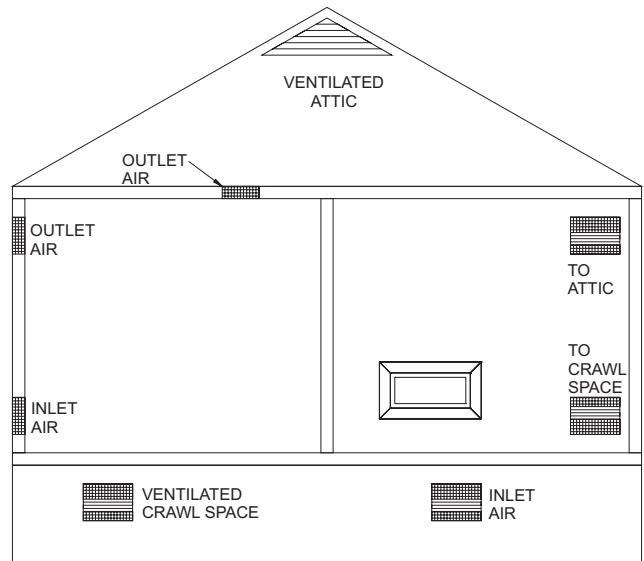 VENTILATED
ATTIC
OUTLET
AIR
OUTLET
AIR
TO
ATTIC
TO
CRAWL
SPACE
INLET
AIR
VENTILATED
CRAWL SPACE
INLET
AIR